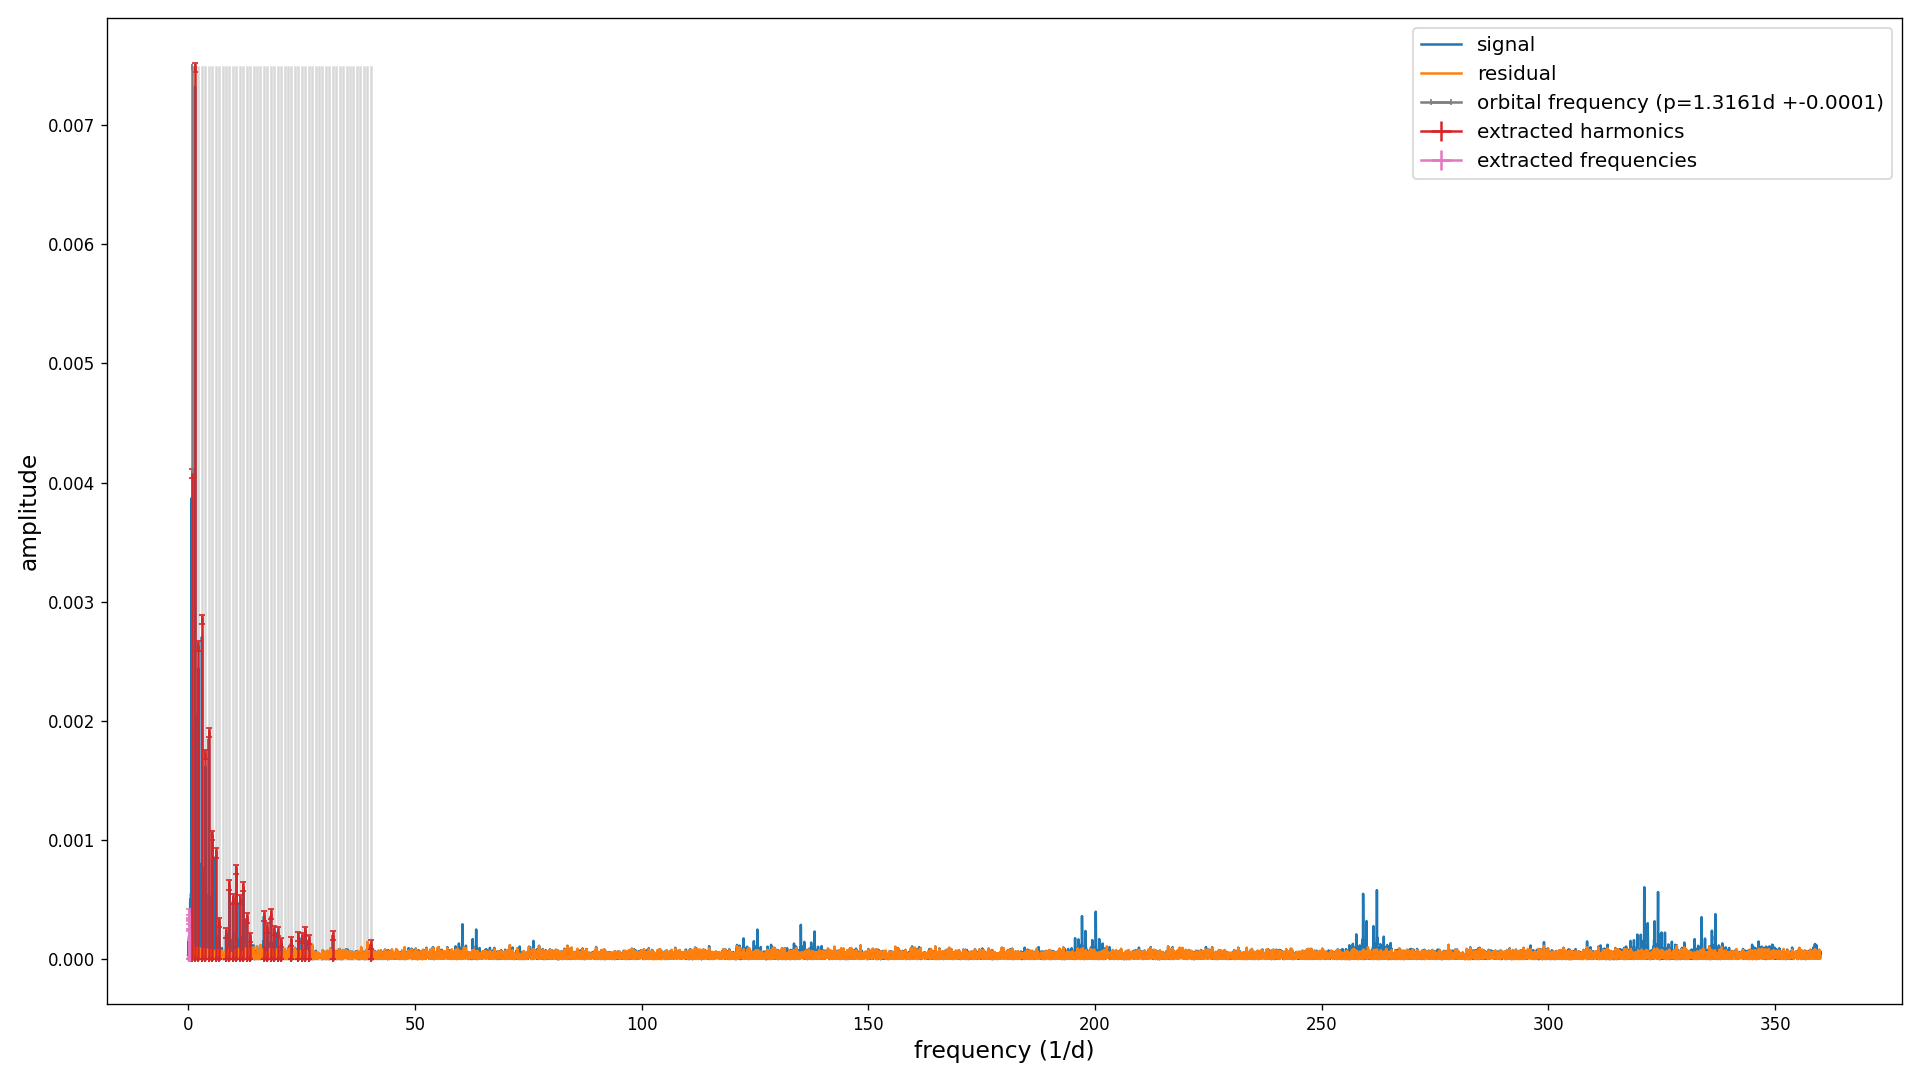 signal
residual
orbital frequency (p=1.3161d +-0.0001)
extracted harmonics
extracted frequencies
0.007
0.006
0.005
0.004
0.003
0.002
0.001
0.000
amplitude
0 50 100 150 200 250 300 350
frequency (1/d)